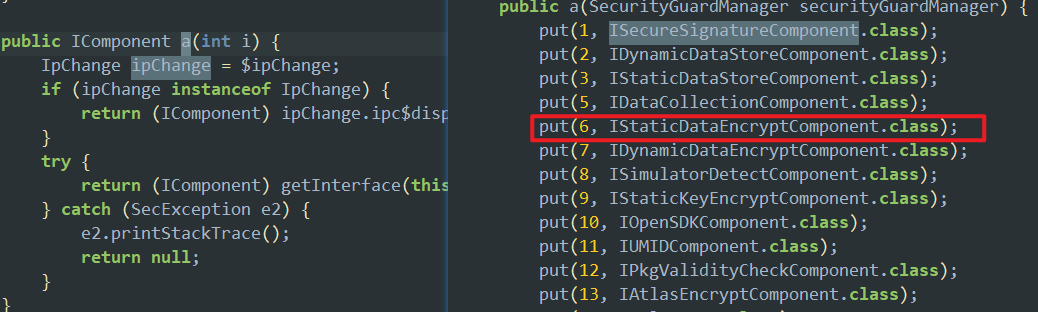 public IComponent a(int i) {
IpChange ipChange = $ipChange;
if (ipChange instanceof IpChange) {
return (IComponent) ipChange.ipc$disp
}
try {
return (IComponent) getInterface(this
} catch (SecException e2) {
e2.printStackTrace();
return null;
}
}
public a(SecurityGuardManager securityGuardManager) {
put(1, ISecureSignatureComponent.class);
put(2, IDynamicDataStoreComponent.class);
put(3, IStaticDataStoreComponent.class);
put(5, IDataCollectionComponent.class);
put(6, IStaticDataEncryptComponent.class);
put(7, IDynamicDataEncryptComponent.class);
put(8, ISimulatorDetectComponent.class);
put(9, IStaticKeyEncryptComponent.class);
put(10, IOpenSDKComponent.class);
put(11, IUMIDComponent.class);
put(12, IPkgValidityCheckComponent.class);
put(13, IAtlasEncryptComponent.class);